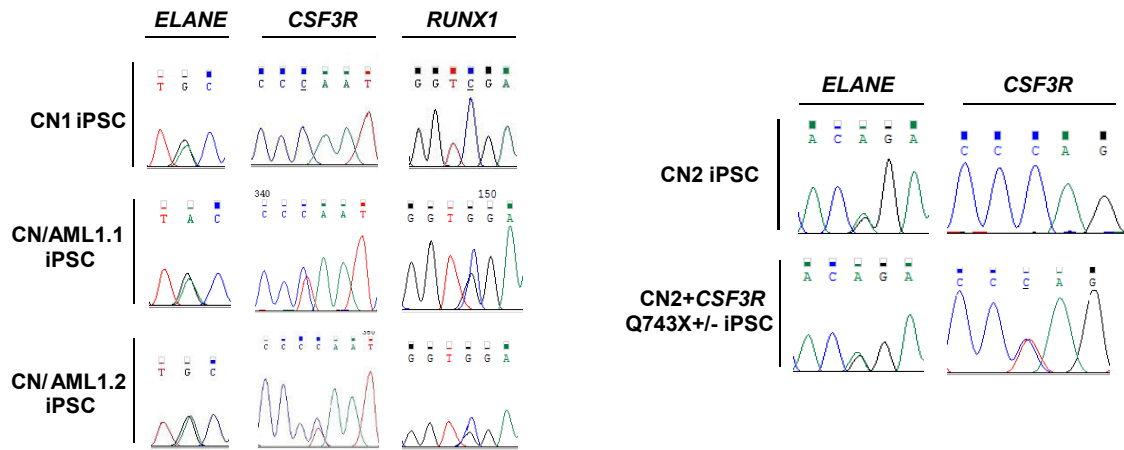 ELANE CSF3R RUNX1
CN1 iPSC
T G C
C C C A A T
G G T C G A
CN/AML1.1
iPSC
T A C
340
C C C A A T
150
G G T G G A
CN/AML1.2
iPSC
T G C
C C C C A A T
G G T G G A
ELANE CSF3R
CN2 iPSC
A C A G A
C C C A G
CN2+CSF3R
Q743X+/- iPSC
A C A G A
C C C A G